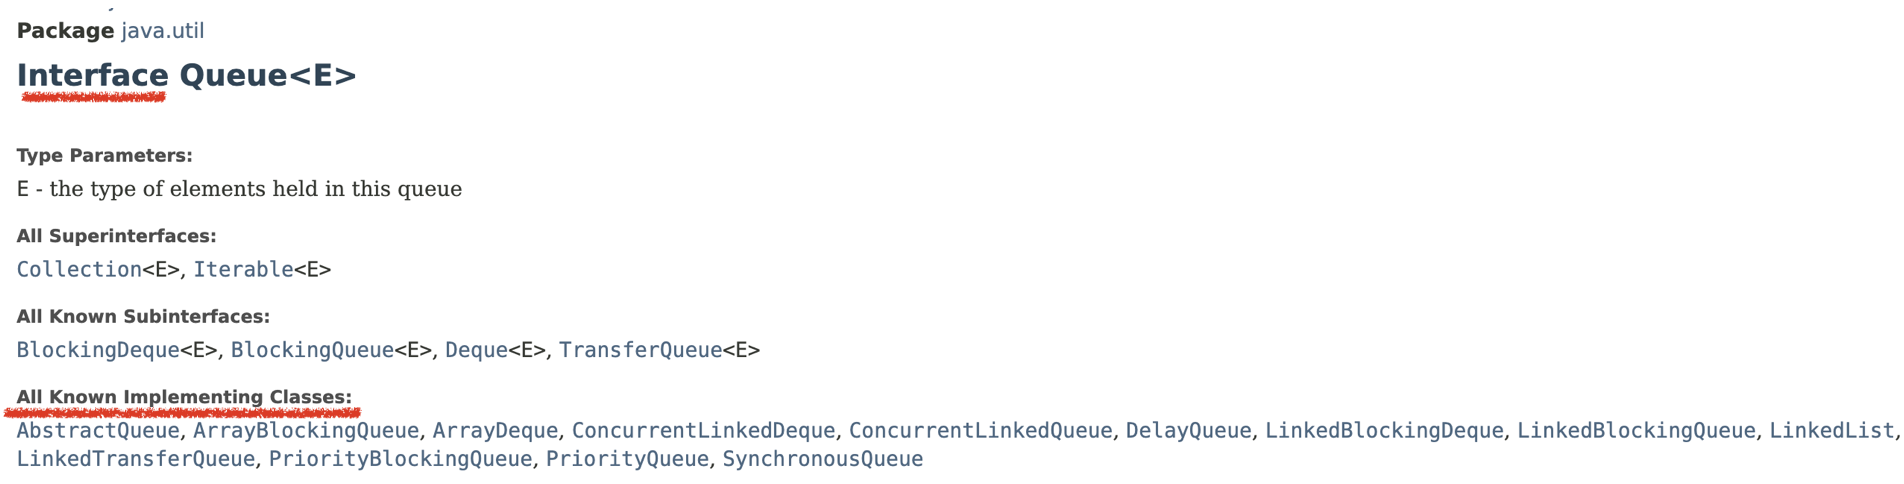 Package java.util
Interface Queue<E>
Type Parameters:
E - the type of elements held in this queue
All Superinterfaces:
Collection<E>, Iterable<E>
All Known Subinterfaces:
BlockingDeque<E>, BlockingQueue<E>, Deque<E>, TransferQueue<E>
All Known Implementing Classes:
AbstractQueue, ArrayBlockingQueue, ArrayDeque, ConcurrentLinkedDeque, ConcurrentLinkedQueue, DelayQueue, LinkedBlockingDeque, LinkedBlockingQueue, LinkedList,
LinkedTransferQueue, PriorityBlockingQueue, PriorityQueue, SynchronousQueue